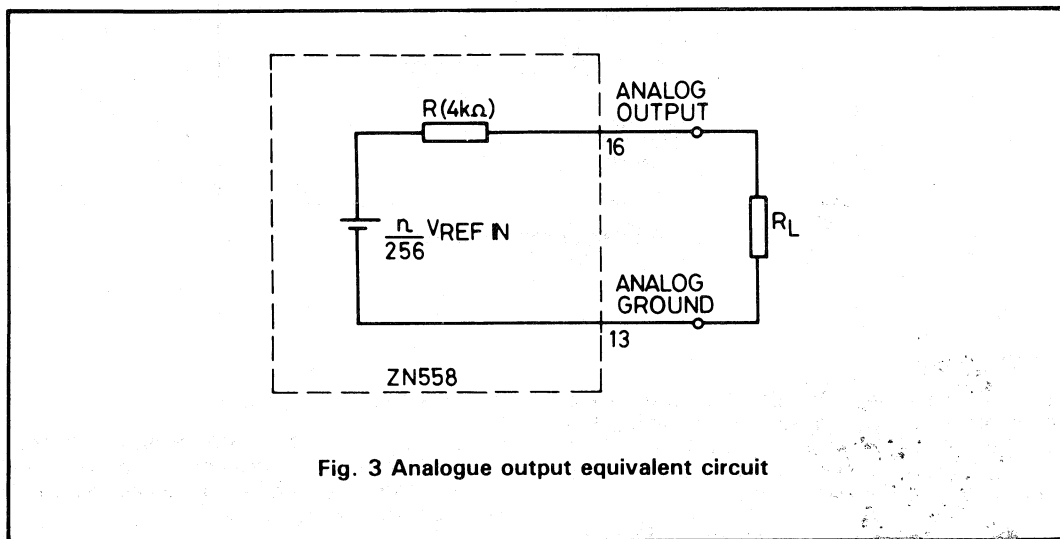 R(4kΩ)
ANALOG
OUTPUT
16
n/256 VREF IN
RL
ANALOG
GROUND
13
ZN558
Fig. 3 Analogue output equivalent circuit